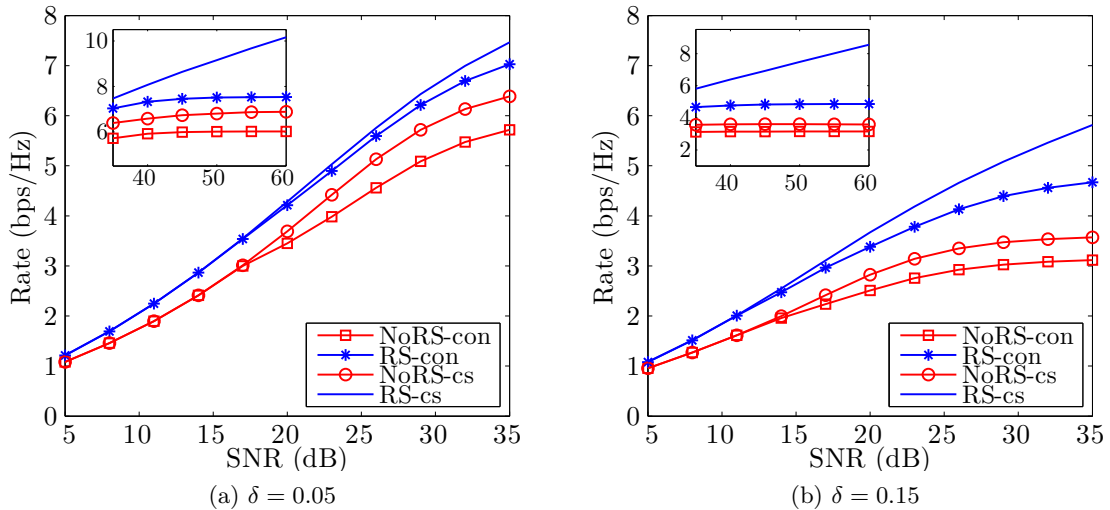 8
7
6
5
4
3
2
1
0
Rate (bps/Hz)
10
8
6
40 50 60
NoRS-con
RS-con
NoRS-cs
RS-cs
5 10 15 20 25 30 35
SNR (dB)
(a) δ = 0.05
8
7
6
5
4
3
2
1
0
Rate (bps/Hz)
8
6
4
2
40 50 60
NoRS-con
RS-con
NoRS-cs
RS-cs
5 10 15 20 25 30 35
SNR (dB)
(b) δ = 0.15